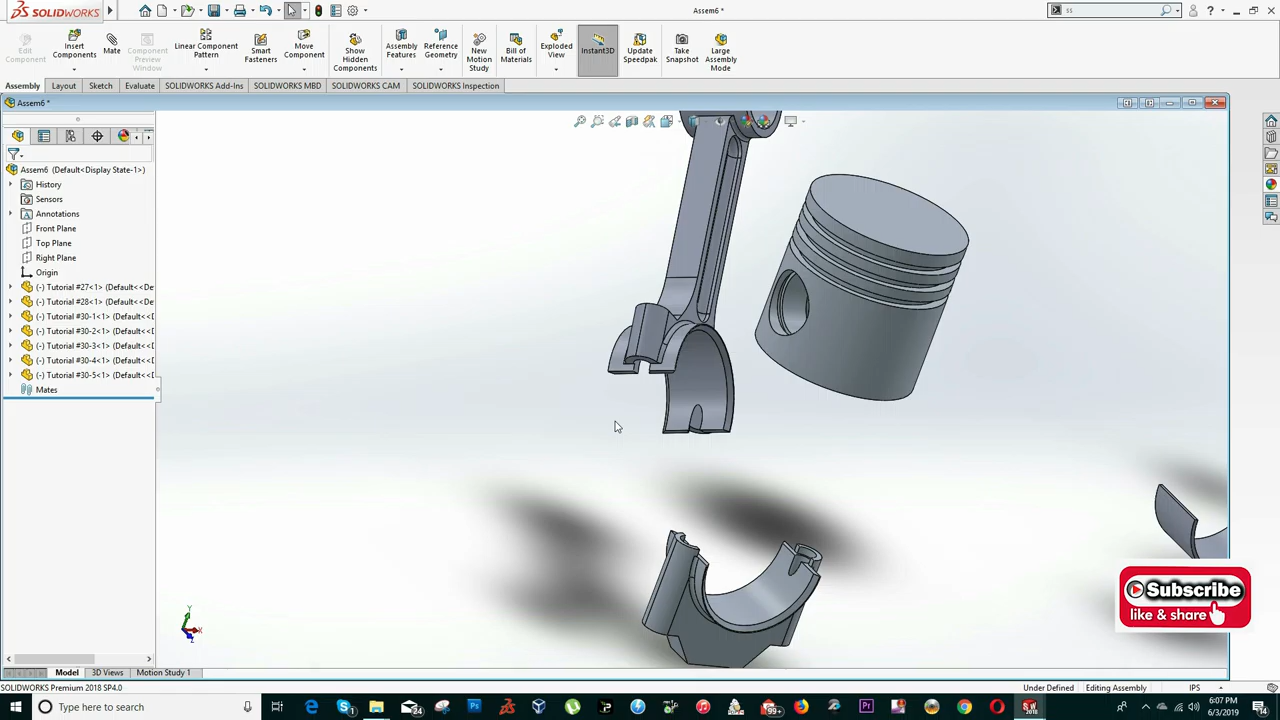 SOLIDWORKS
Assem6 *
ss
Edit Component
Insert Components
Mate
Component Preview Window
Linear Component Pattern
Smart Fasteners
Move Component
Show Hidden Components
Assembly Features
Reference Geometry
New Motion Study
Bill of Materials
Exploded View
Instant3D
Update Speedpak
Take Snapshot
Large Assembly Mode
Assembly
Layout
Sketch
Evaluate
SOLIDWORKS Add-Ins
SOLIDWORKS MBD
SOLIDWORKS CAM
SOLIDWORKS Inspection
Assem6 *
Assem6 (Default<Display State-1>)
History
Sensors
Annotations
Front Plane
Top Plane
Right Plane
Origin
(-) Tutorial #27<1> (Default<<De
(-) Tutorial #28<1> (Default<<De
(-) Tutorial #30-1<1> (Default<<D
(-) Tutorial #30-2<1> (Default<<D
(-) Tutorial #30-3<1> (Default<<D
(-) Tutorial #30-4<1> (Default<<D
(-) Tutorial #30-5<1> (Default<<D
Mates
Subscribe
like & share
Y
X
Z
Model
3D Views
Motion Study 1
SOLIDWORKS Premium 2018 SP4.0
Under Defined
Editing Assembly
IPS
Type here to search
6:07 PM
6/3/2019